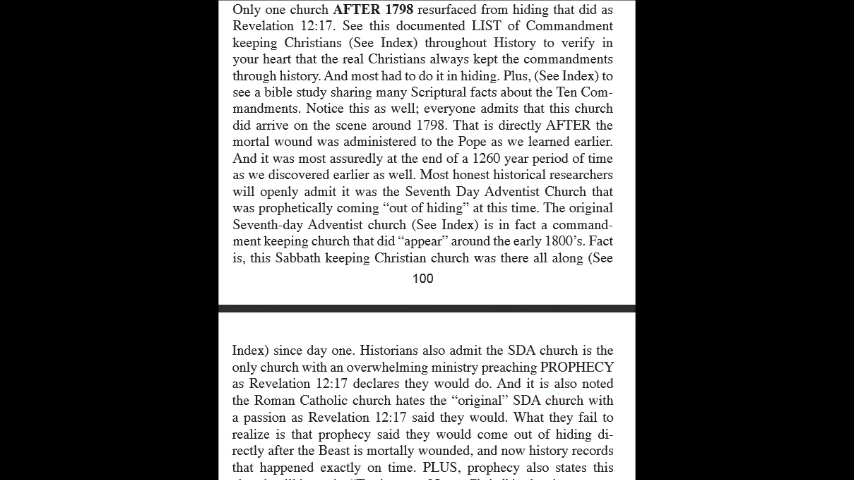 Only one church AFTER 1798 resurfaced from hiding that did as
Revelation 12:17. See this documented LIST of Commandment
keeping Christians (See Index) throughout History to verify in
your heart that the real Christians always kept the commandments
through history. And most had to do it in hiding. Plus, (See Index) to
see a bible study sharing many Scriptural facts about the Ten Com-
mandments. Notice this as well; everyone admits that this church
did arrive on the scene around 1798. That is directly AFTER the
mortal wound was administered to the Pope as we learned earlier.
And it was most assuredly at the end of a 1260 year period of time
as we discovered earlier as well. Most honest historical researchers
will openly admit it was the Seventh Day Adventist Church that
was prophetically coming “out of hiding” at this time. The original
Seventh-day Adventist church (See Index) is in fact a command-
ment keeping church that did “appear” around the early 1800’s. Fact
is, this Sabbath keeping Christian church was there all along (See
100
Index) since day one. Historians also admit the SDA church is the
only church with an overwhelming ministry preaching PROPHECY
as Revelation 12:17 declares they would do. And it is also noted
the Roman Catholic church hates the “original” SDA church with
a passion as Revelation 12:17 said they would. What they fail to
realize is that prophecy said they would come out of hiding di-
rectly after the Beast is mortally wounded, and now history records
that happened exactly on time. PLUS, prophecy also states this